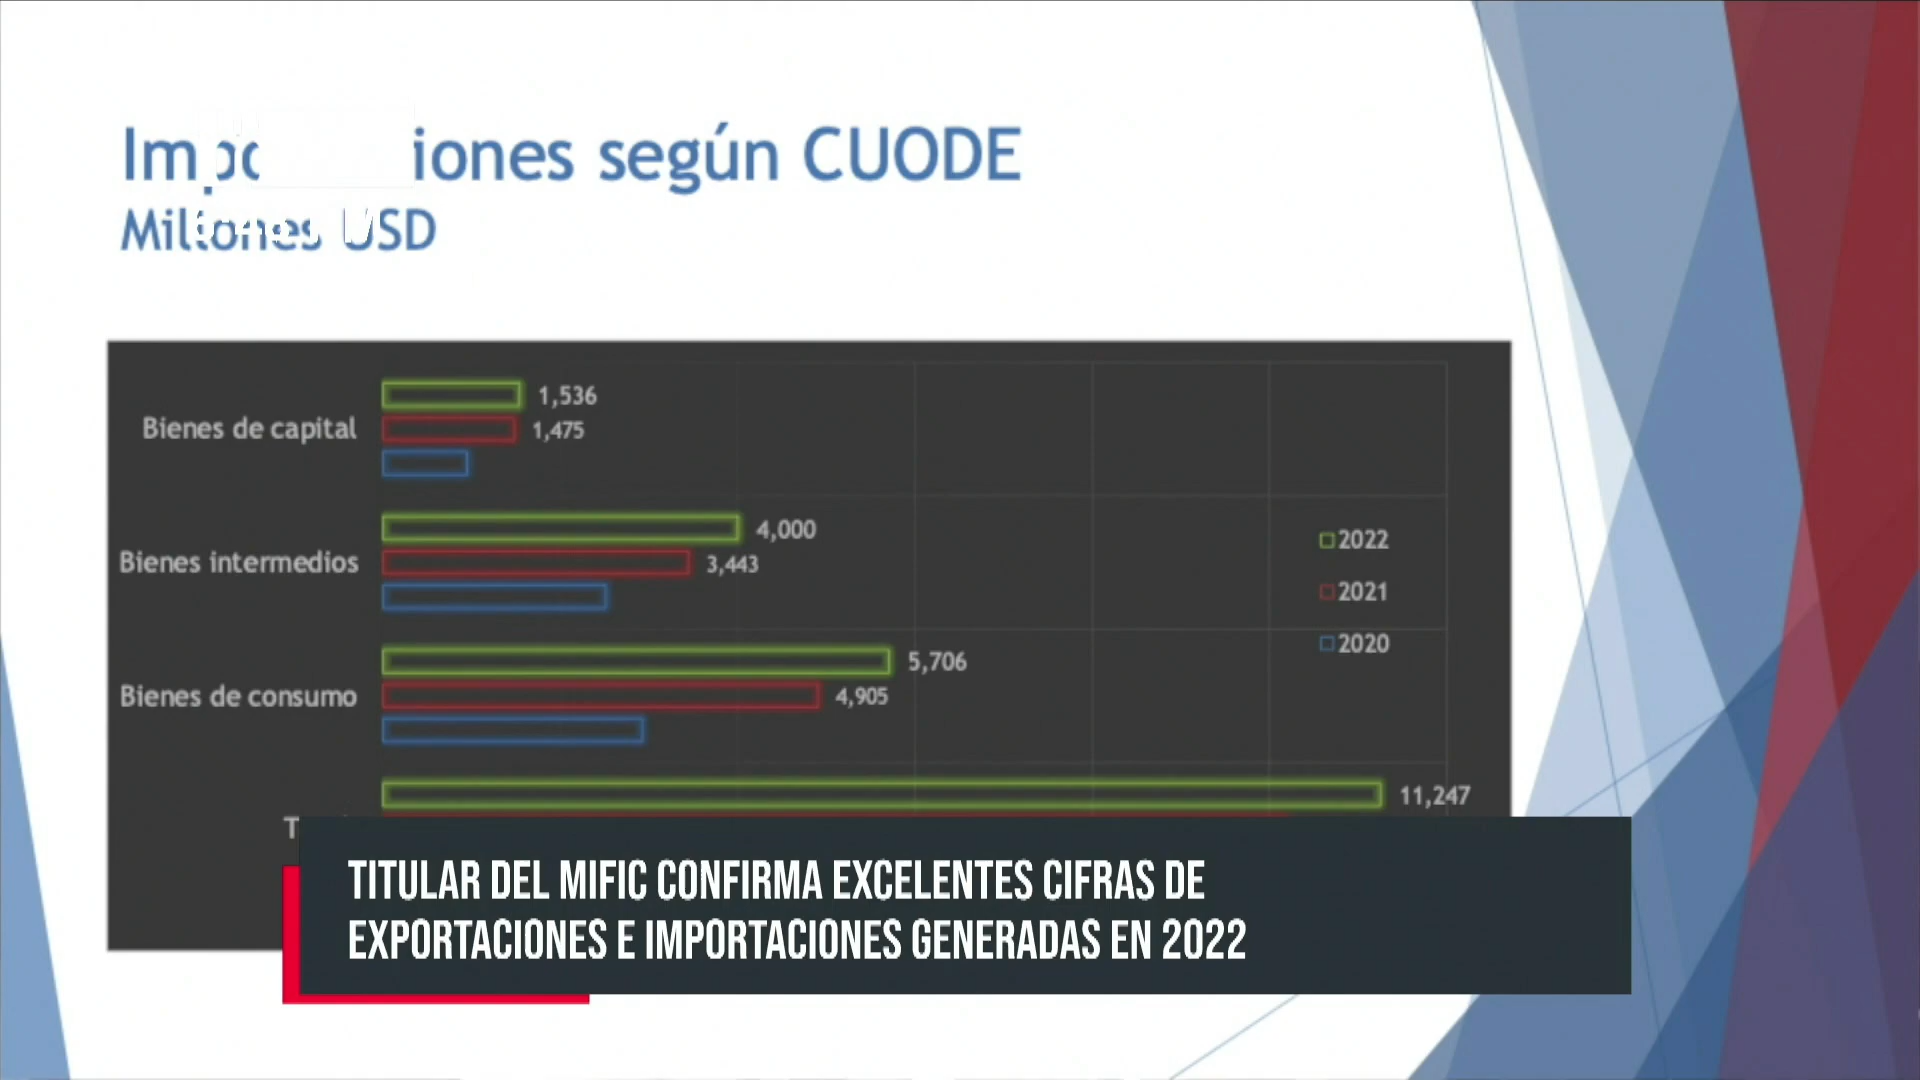 iones según CUODE
USD
1,536
Bienes de capital
1,475
4,000
Bienes intermedios
3,443
2022
2021
2020
5,706
Bienes de consumo
4,905
11,247
TITULAR DEL MIFIC CONFIRMA EXCELENTES CIFRAS DE
EXPORTACIONES E IMPORTACIONES GENERADAS EN 2022